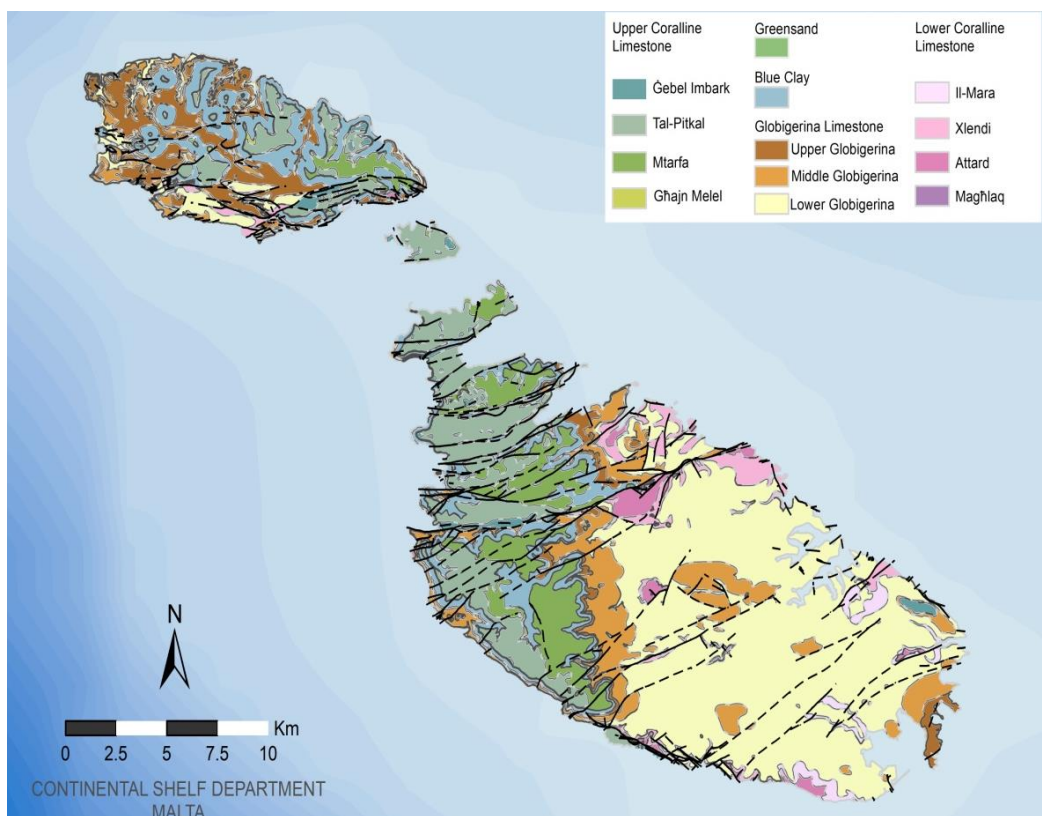 Upper Coralline
Limestone
Ġebel Imbark
Tal-Pitkal
Mtarfa
Għajn Melel
Greensand
Blue Clay
Globigerina Limestone
Upper Globigerina
Middle Globigerina
Lower Globigerina
Lower Coralline
Limestone
Il-Mara
Xlendi
Attard
Magħlaq
N
Km
0 2.5 5 7.5 10
CONTINENTAL SHELF DEPARTMENT
MALTA